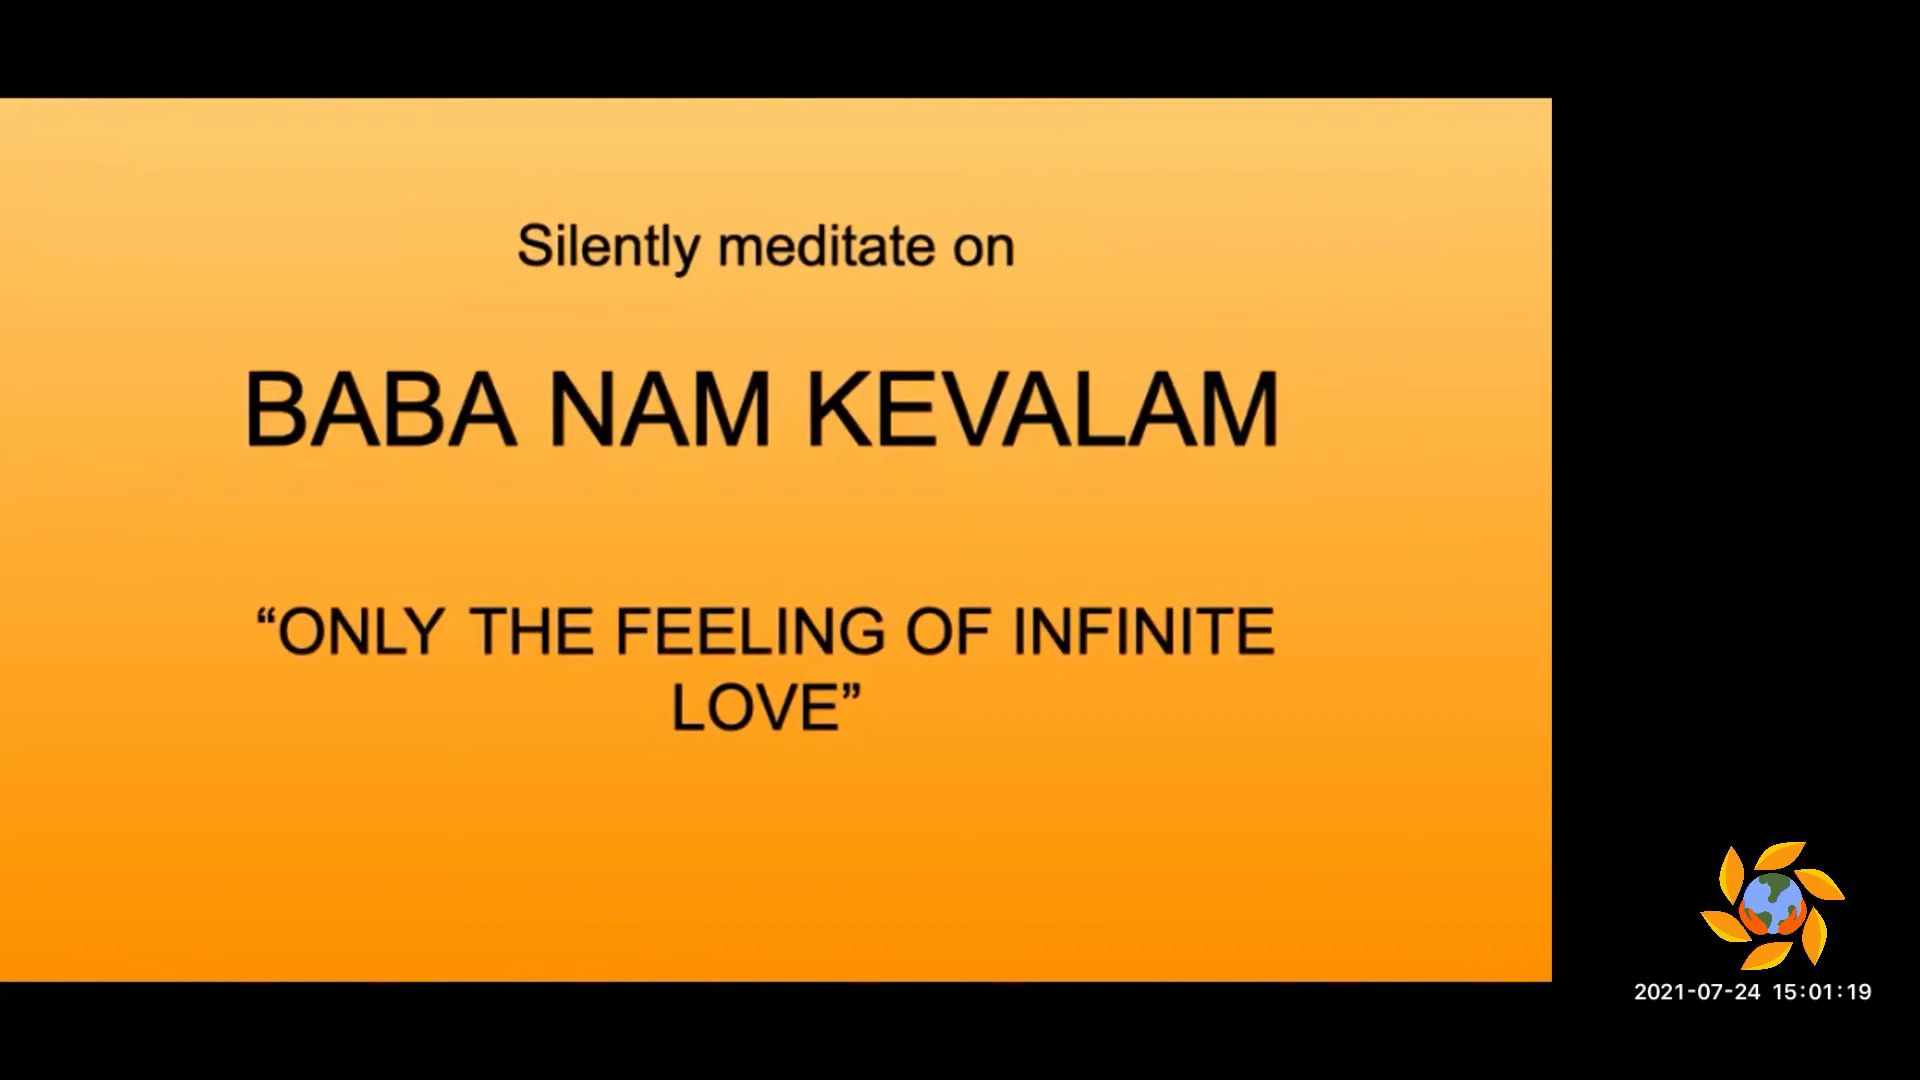 Silently meditate on
BABA NAM KEVALAM
“ONLY THE FEELING OF INFINITE
LOVE”
2021-07-24 15:01:19